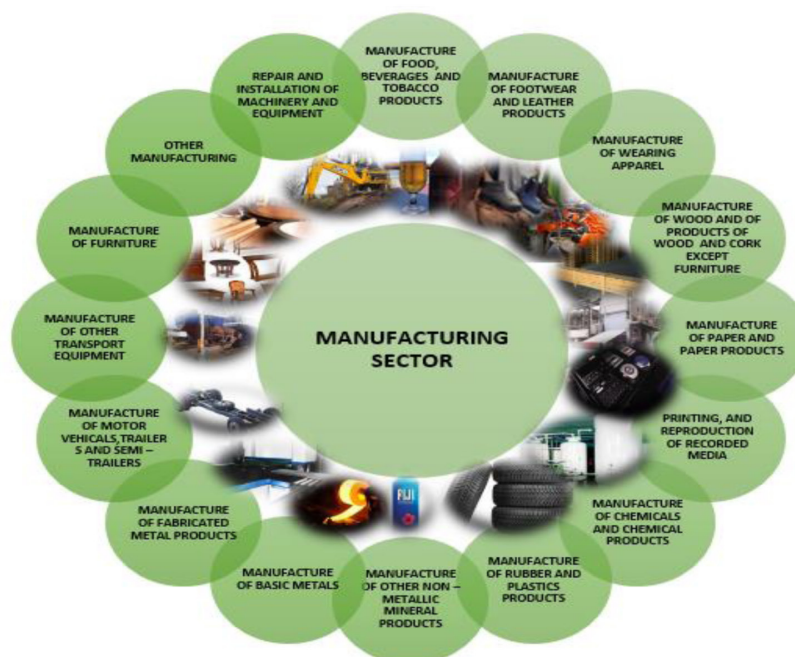 MANUFACTURE
OF FOOD,
BEVERAGES AND
TOBACCO
PRODUCTS
MANUFACTURE
OF FOOTWEAR
AND LEATHER
PRODUCTS
MANUFACTURE
OF WEARING
APPAREL
MANUFACTURE
OF WOOD AND OF
PRODUCTS OF
WOOD AND CORK
EXCEPT
FURNITURE
MANUFACTURE
OF PAPER AND
PAPER PRODUCTS
PRINTING, AND
REPRODUCTION
OF RECORDED
MEDIA
MANUFACTURE
OF CHEMICALS
AND CHEMICAL
PRODUCTS
MANUFACTURE
OF RUBBER AND
PLASTICS
PRODUCTS
MANUFACTURE
OF OTHER NON –
METALLIC
MINERAL
PRODUCTS
MANUFACTURE
OF BASIC METALS
MANUFACTURE
OF FABRICATED
METAL PRODUCTS
MANUFACTURE
OF MOTOR
VEHICALS,TRAILER
S AND SEMI –
TRAILERS
MANUFACTURE
OF OTHER
TRANSPORT
EQUIPMENT
MANUFACTURE
OF FURNITURE
OTHER
MANUFACTURING
REPAIR AND
INSTALLATION OF
MACHINERY AND
EQUIPMENT
MANUFACTURING
SECTOR
FIJI